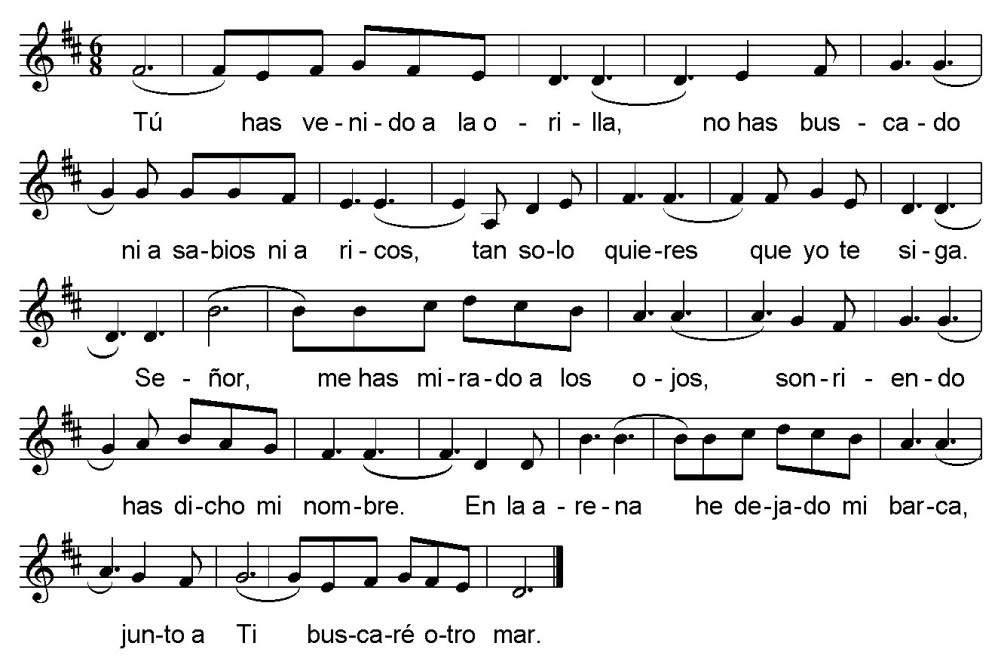 6
8
Tú has ve-ni-do a la o-ri-lla, no has bus-ca-do
ni a sa-bios ni a ri-cos, tan so-lo quie-res que yo te si-ga.
Se-ñor, me has mi-ra-do a los o-jos, son-ri-en-do
has di-cho mi nom-bre. En la a-re-na he de-ja-do mi bar-ca,
jun-to a Ti bus-ca-ré o-tro mar.